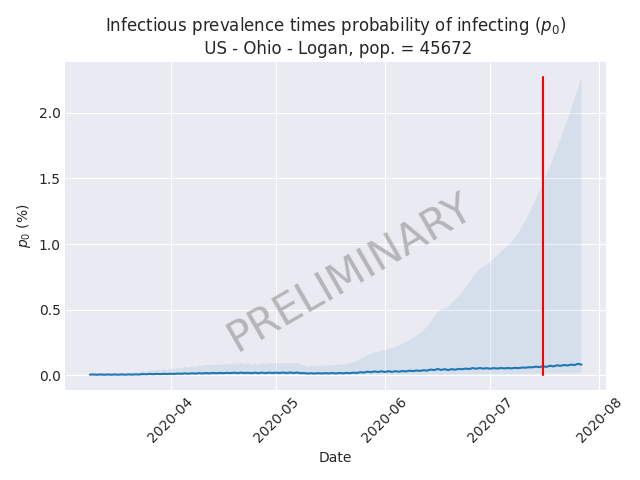 Infectious prevalence times probability of infecting (p₀)
US - Ohio - Logan, pop. = 45672
2.0
1.5
1.0
0.5
0.0
p₀ (%)
PRELIMINARY
2020-04
2020-05
2020-06
2020-07
2020-08
Date